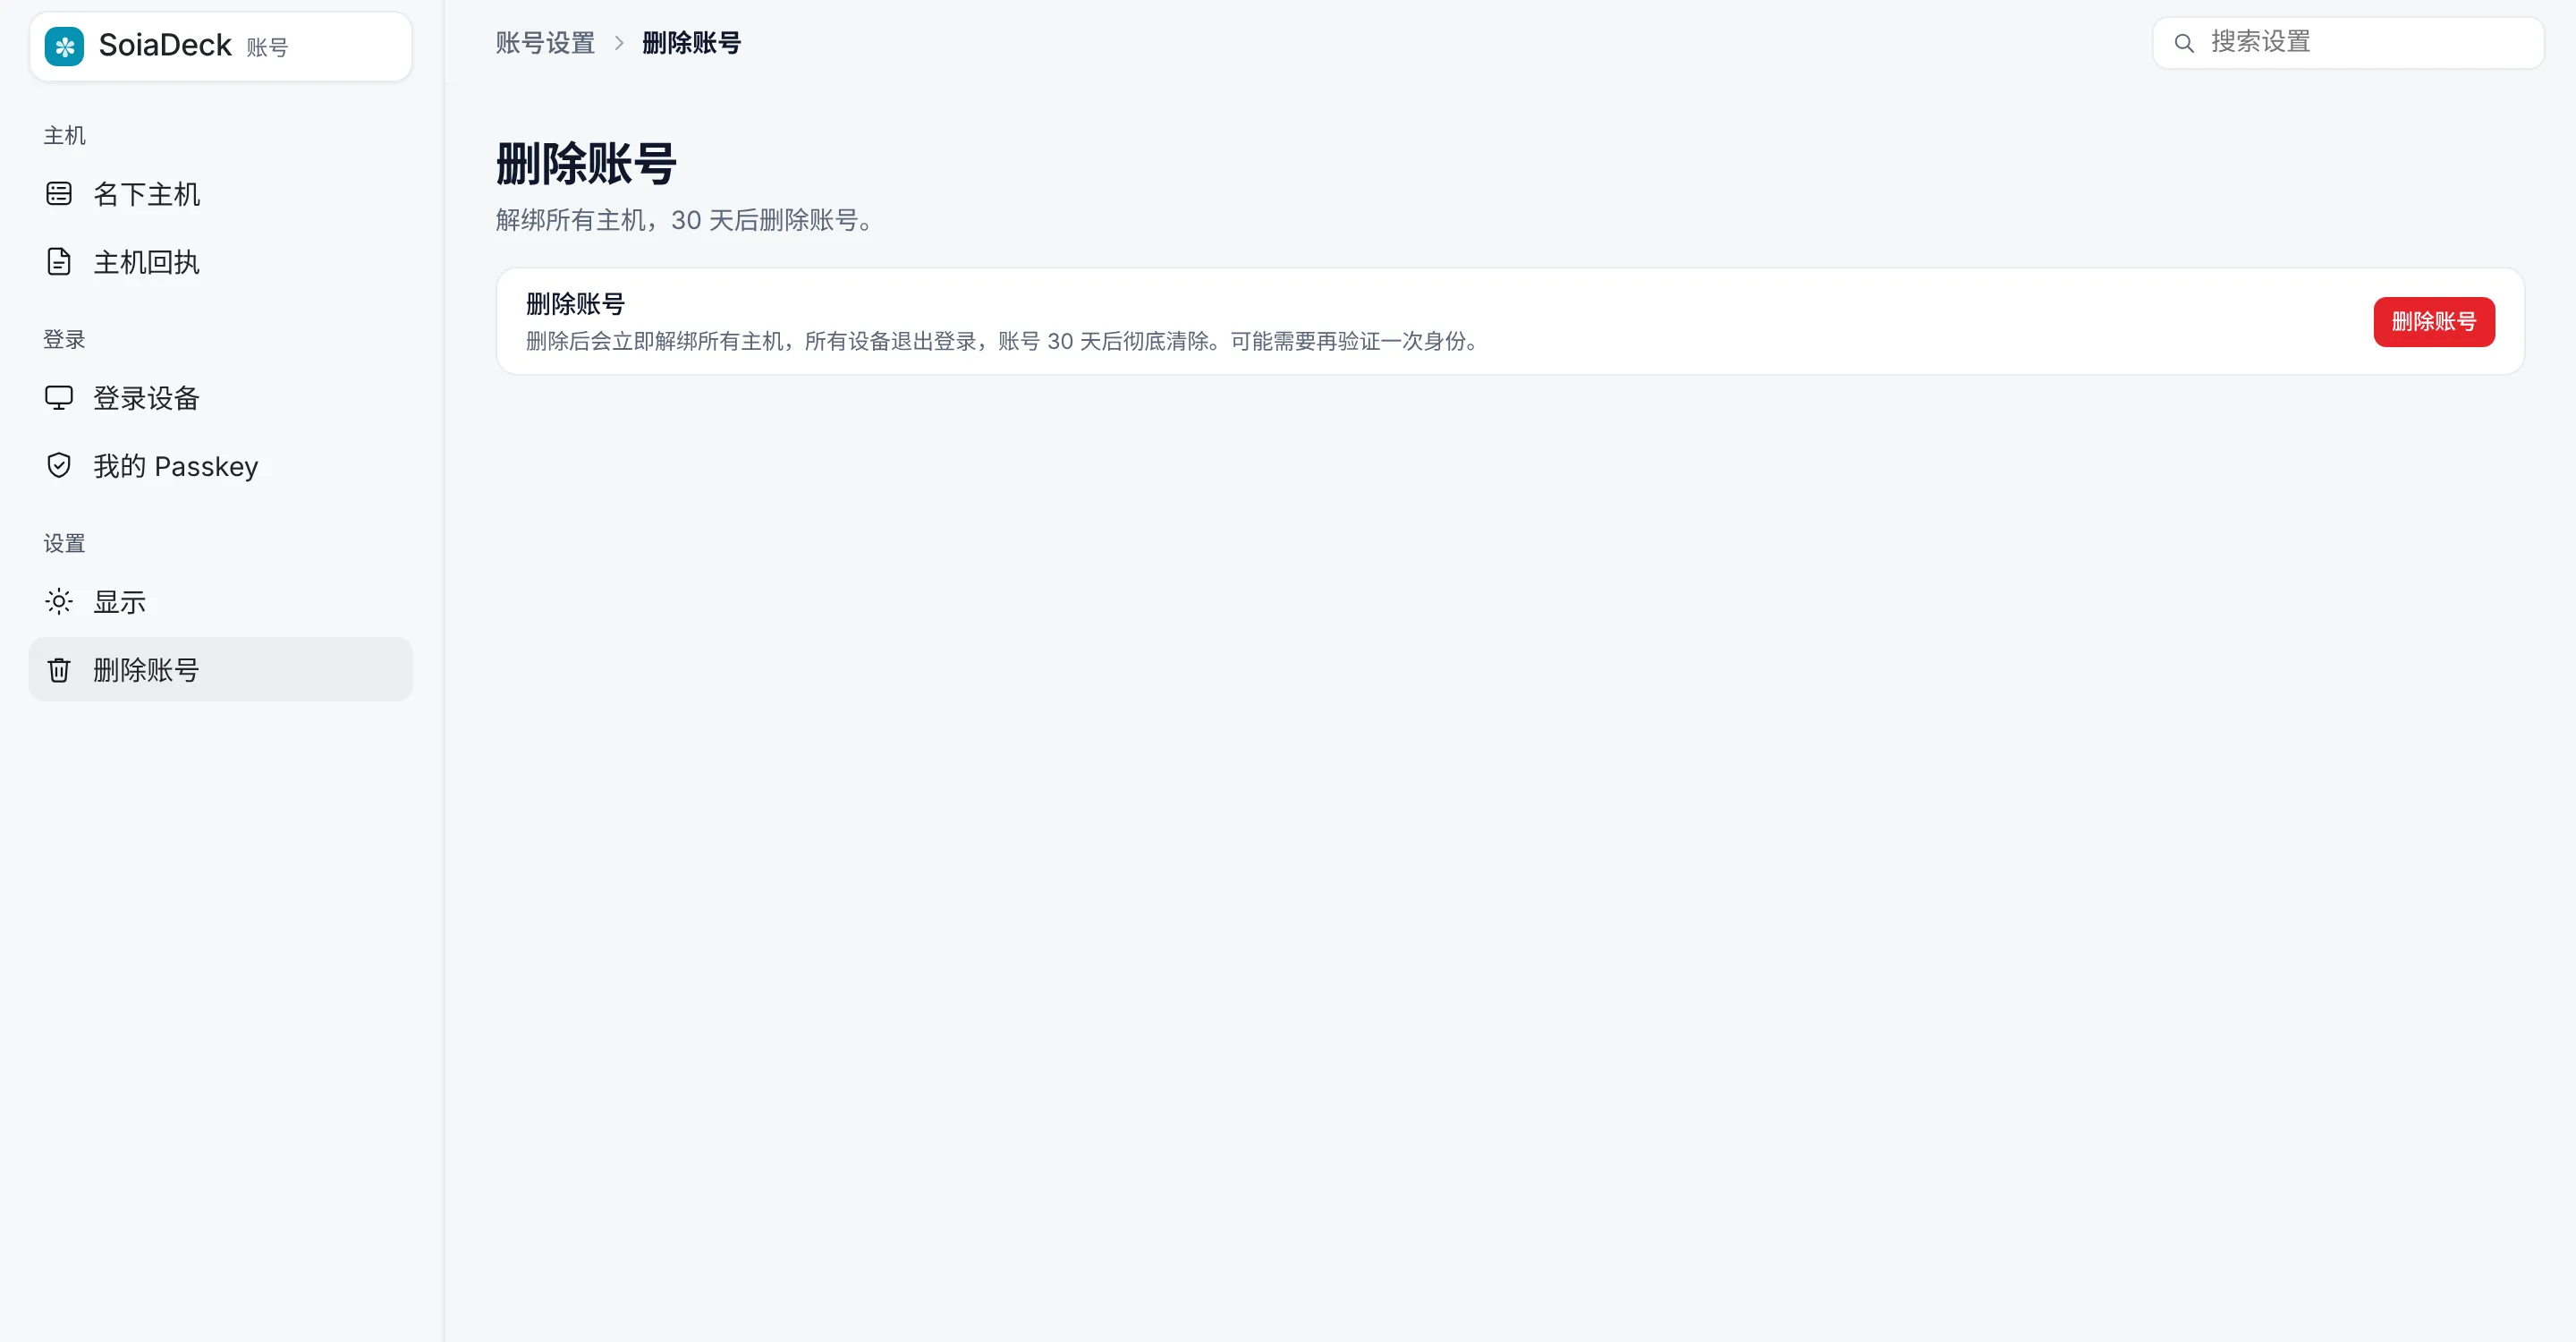 SoiaDeck 账号
主机
名下主机
主机回执
登录
登录设备
我的 Passkey
设置
显示
删除账号
账号设置 > 删除账号
搜索设置
删除账号
解绑所有主机，30 天后删除账号。
删除账号
删除后会立即解绑所有主机，所有设备退出登录，账号 30 天后彻底清除。可能需要再验证一次身份。
删除账号